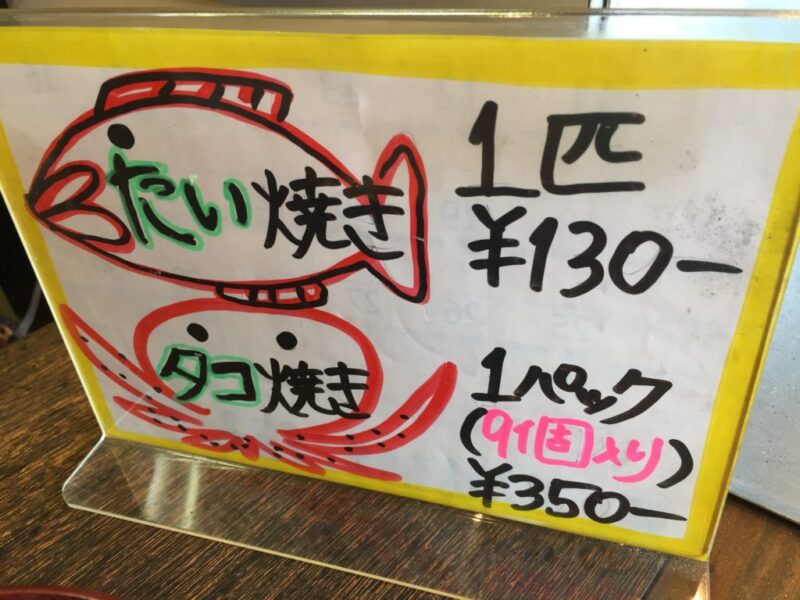 たい焼き
1匹
¥130ー
タコ焼き
1パック
(9個入り)
¥350ー